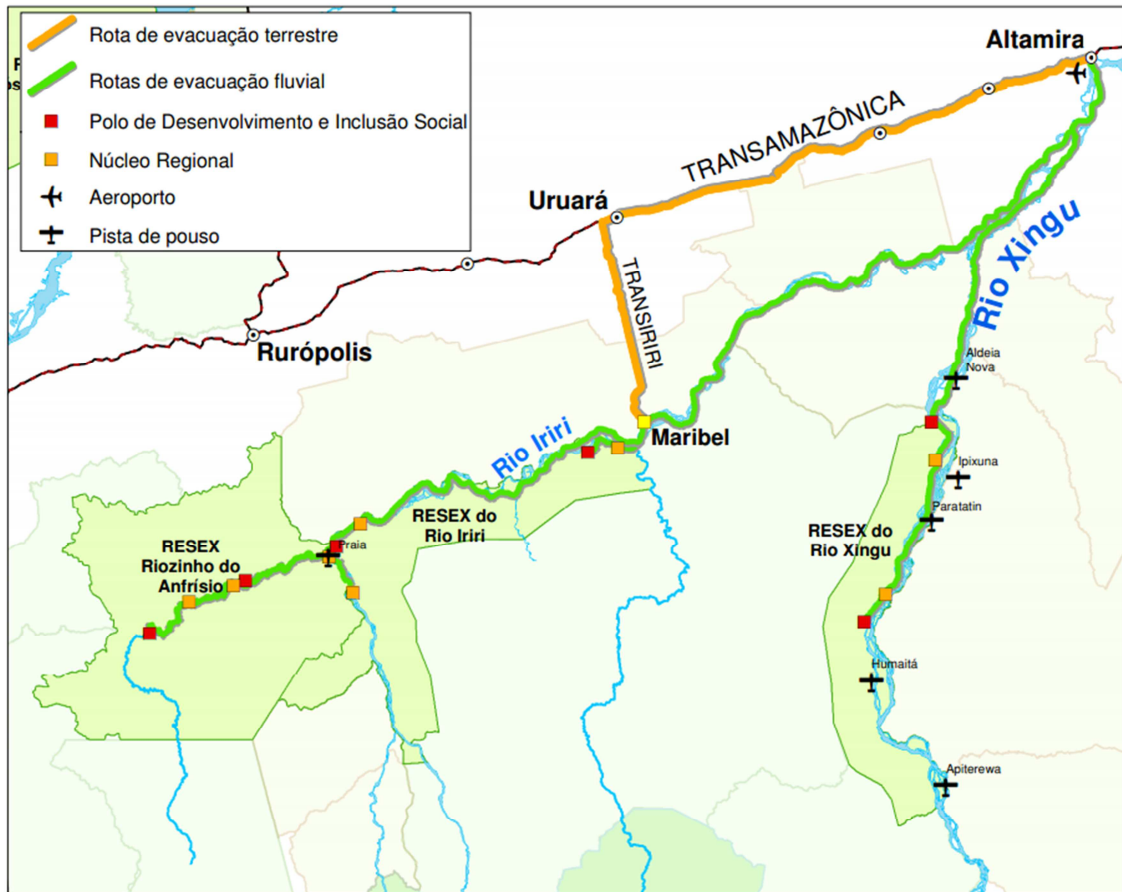 Rota de evacuação terrestre
Rotas de evacuação fluvial
Polo de Desenvolvimento e Inclusão Social
Núcleo Regional
Aeroporto
Pista de pouso
Altamira
TRANSAMAZÔNICA
Uruará
TRANSIRIRI
Rio Xingu
Rurópolis
Aldeia
Nova
Maribel
Rio Iriri
Ipixuna
Paratatin
RESEX do
Rio Iriri
RESEX do
Rio Xingu
Praia
RESEX
Riozinho do
Anfrísio
Humaitá
Apiterewa